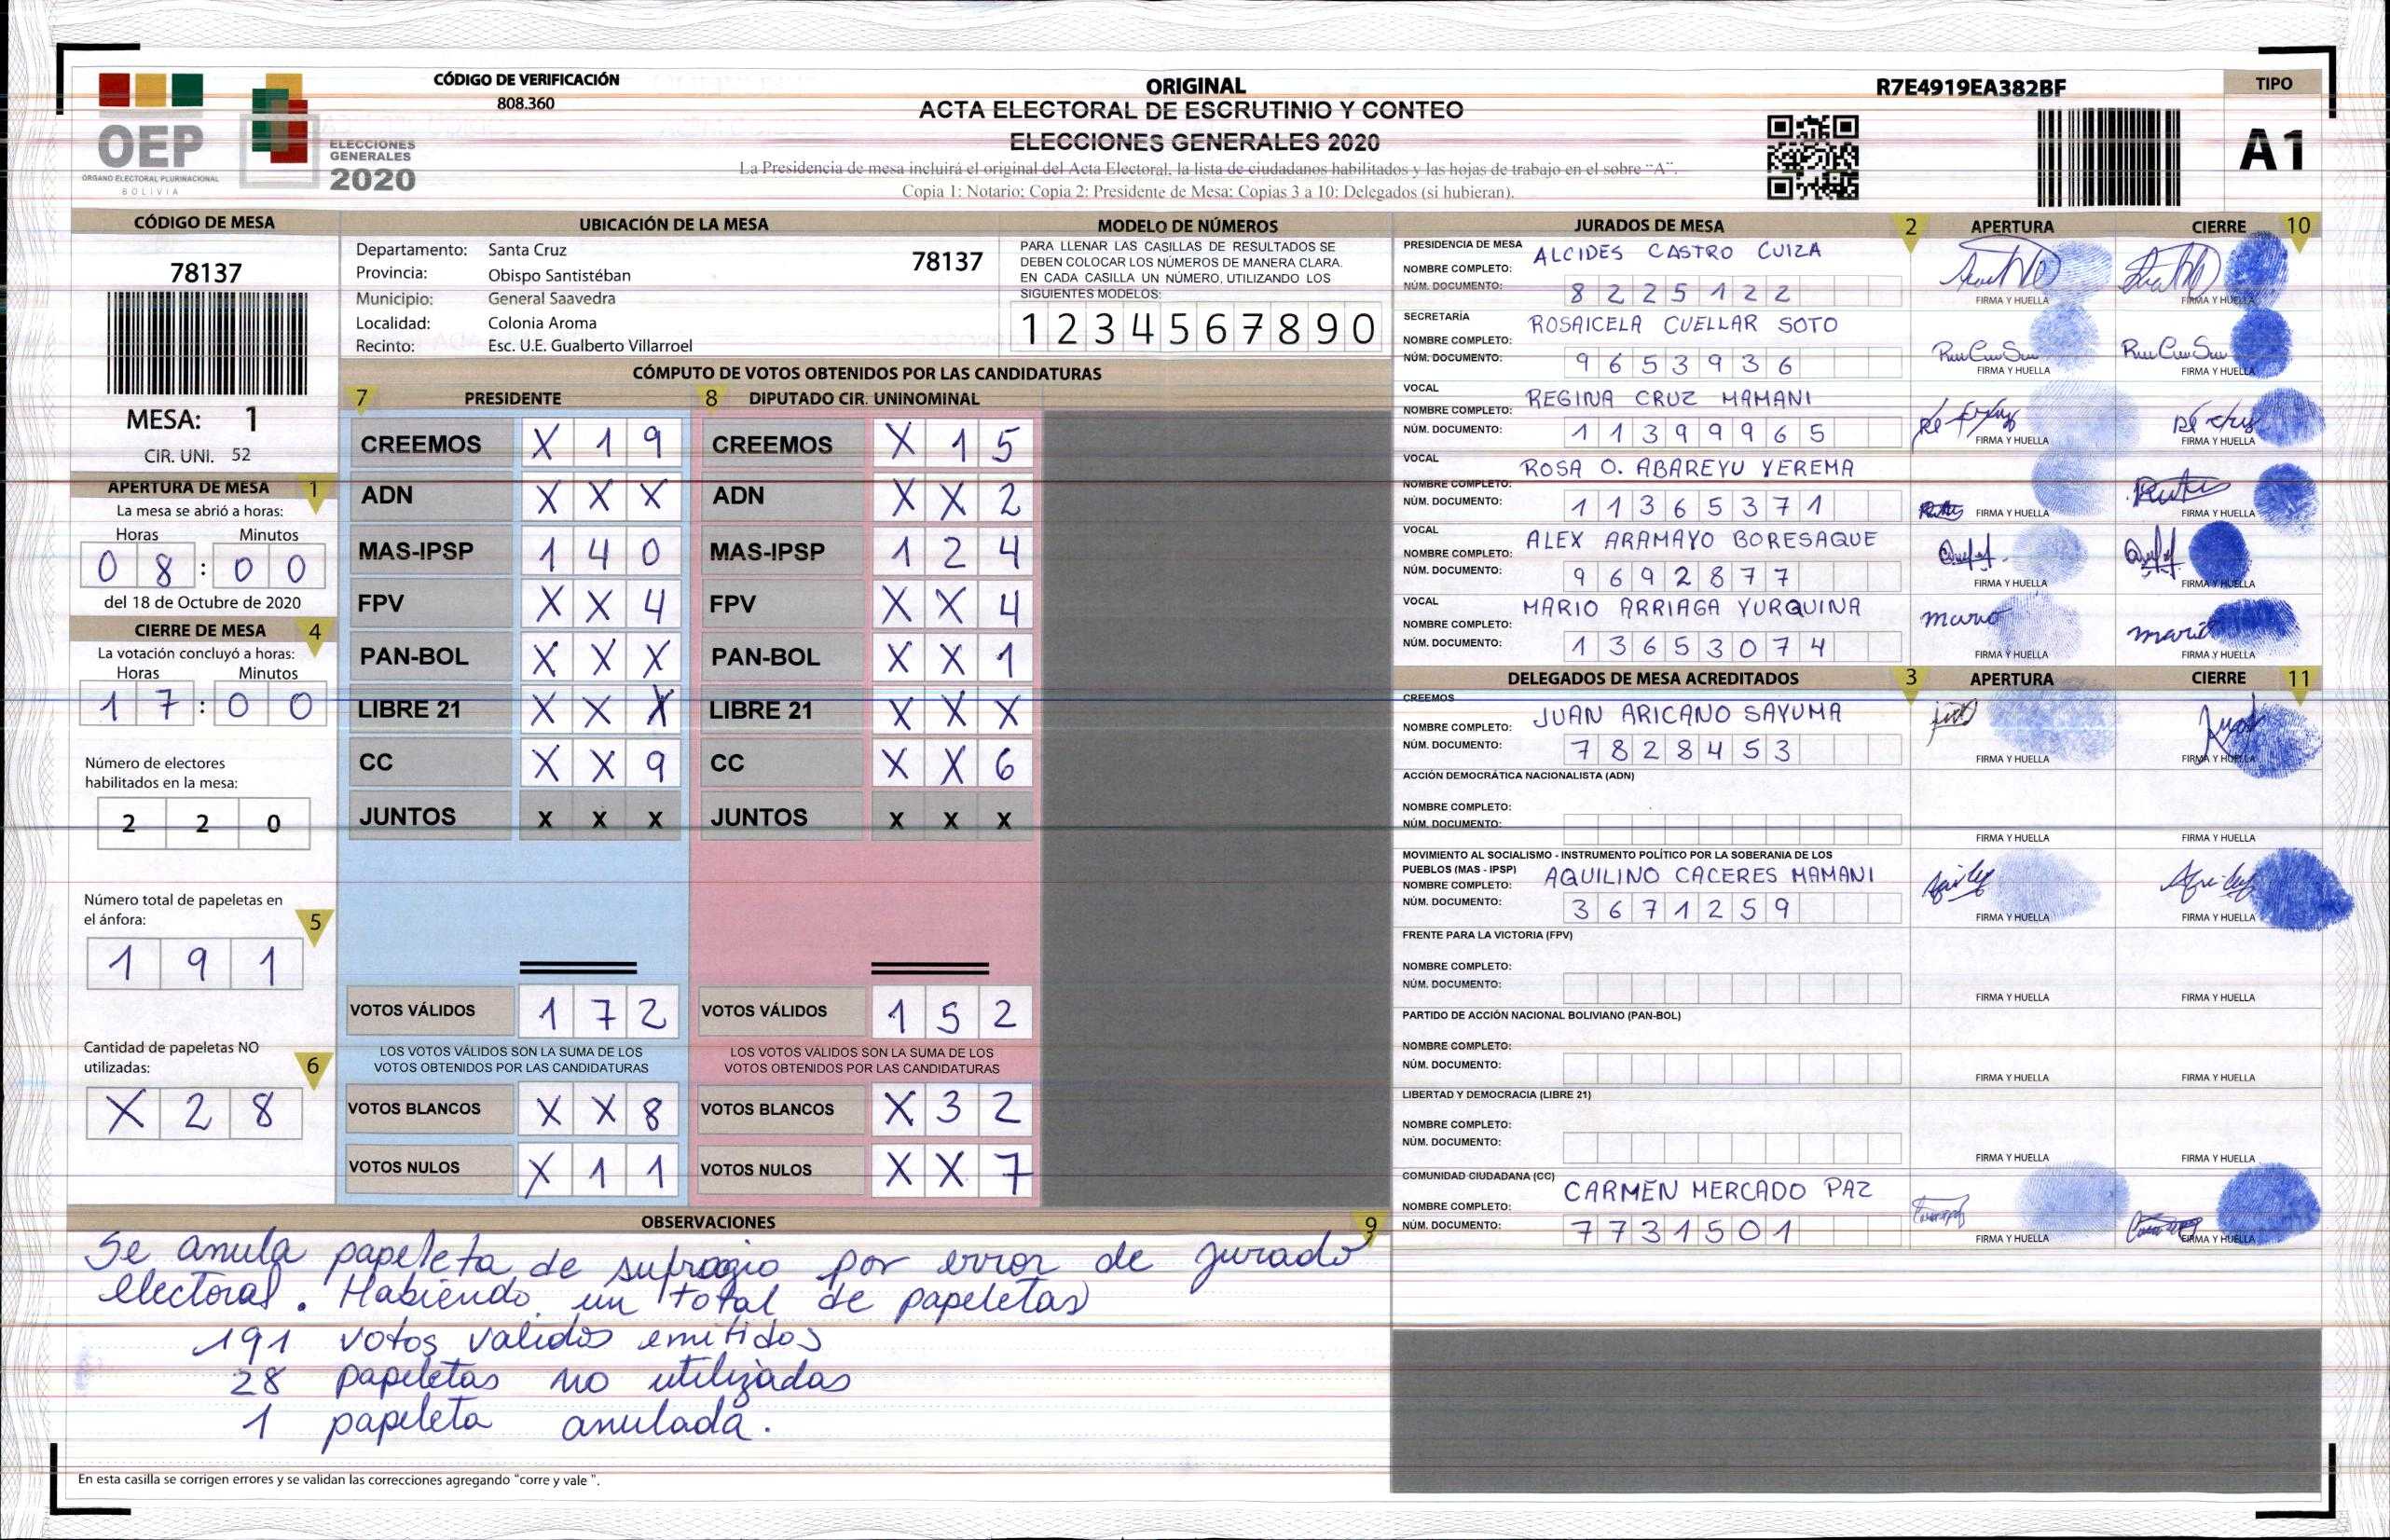 CÓDIGO DE VERIFICACIÓN
808.360
ORIGINAL
ACTA ELECTORAL DE ESCRUTINIO Y CONTEO
ELECCIONES GENERALES 2020
La Presidencia de mesa incluirá el original del Acta Electoral, la lista de ciudadanos habilitados y las hojas de trabajo en el sobre "A".
Copia 1: Notario; Copia 2: Presidente de Mesa; Copias 3 a 10: Delegados (si hubieran).
R7E4919EA382BF
TIPO
A1
OEP
ÓRGANO ELECTORAL PLURINACIONAL
BOLIVIA
ELECCIONES
GENERALES
2020
CÓDIGO DE MESA
78137
MESA: 1
CIR. UNI. 52
APERTURA DE MESA 1
La mesa se abrió a horas:
Horas Minutos
0 8 : 0 0
del 18 de Octubre de 2020
CIERRE DE MESA 4
La votación concluyó a horas:
Horas Minutos
1 7 : 0 0
Número de electores
habilitados en la mesa:
2 2 0
Número total de papeletas en
el ánfora: 5
1 9 1
Cantidad de papeletas NO
utilizadas: 6
X 2 8
UBICACIÓN DE LA MESA
Departamento: Santa Cruz 78137
Provincia: Obispo Santistéban
Municipio: General Saavedra
Localidad: Colonia Aroma
Recinto: Esc. U.E. Gualberto Villarroel
MODELO DE NÚMEROS
PARA LLENAR LAS CASILLAS DE RESULTADOS SE
DEBEN COLOCAR LOS NÚMEROS DE MANERA CLARA.
EN CADA CASILLA UN NÚMERO, UTILIZANDO LOS
SIGUIENTES MODELOS:
1 2 3 4 5 6 7 8 9 0
CÓMPUTO DE VOTOS OBTENIDOS POR LAS CANDIDATURAS
7 PRESIDENTE 8 DIPUTADO CIR. UNINOMINAL
CREEMOS X 1 9 CREEMOS X 1 5
ADN X X X ADN X X 2
MAS-IPSP 1 4 0 MAS-IPSP 1 2 4
FPV X X 4 FPV X X 4
PAN-BOL X X X PAN-BOL X X 1
LIBRE 21 X X X LIBRE 21 X X X
CC X X 9 CC X X 6
JUNTOS X X X JUNTOS X X X
VOTOS VÁLIDOS 1 7 2 VOTOS VÁLIDOS 1 5 2
LOS VOTOS VÁLIDOS SON LA SUMA DE LOS LOS VOTOS VÁLIDOS SON LA SUMA DE LOS
VOTOS OBTENIDOS POR LAS CANDIDATURAS VOTOS OBTENIDOS POR LAS CANDIDATURAS
VOTOS BLANCOS X X 8 VOTOS BLANCOS X 3 2
VOTOS NULOS X 1 1 VOTOS NULOS X X 7
OBSERVACIONES 9
Se anula papeleta de sufragio por error de jurado
electoral. Habiendo un total de papeletas
191 votos validos emitidos
28 papeletas no utilizadas
1 papeleta anulada.
En esta casilla se corrigen errores y se validan las correcciones agregando "corre y vale ".
JURADOS DE MESA 2 APERTURA CIERRE 10
PRESIDENCIA DE MESA ALCIDES CASTRO CUIZA
NOMBRE COMPLETO:
NÚM. DOCUMENTO: 8 2 2 5 1 2 2
FIRMA Y HUELLA FIRMA Y HUELLA
SECRETARÍA ROSAICELA CUELLAR SOTO
NOMBRE COMPLETO:
NÚM. DOCUMENTO: 9 6 5 3 9 3 6
FIRMA Y HUELLA FIRMA Y HUELLA
VOCAL REGINA CRUZ MAMANI
NOMBRE COMPLETO:
NÚM. DOCUMENTO: 1 1 3 9 9 9 6 5
FIRMA Y HUELLA FIRMA Y HUELLA
VOCAL ROSA O. ABAREYU YEREMA
NOMBRE COMPLETO:
NÚM. DOCUMENTO: 1 1 3 6 5 3 7 1
FIRMA Y HUELLA FIRMA Y HUELLA
VOCAL ALEX ARAMAYO BORESAQUE
NOMBRE COMPLETO:
NÚM. DOCUMENTO: 9 6 9 2 8 7 7
FIRMA Y HUELLA FIRMA Y HUELLA
VOCAL MARIO ARRIAGA YURQUINA
NOMBRE COMPLETO: mario mario
NÚM. DOCUMENTO: 1 3 6 5 3 0 7 4
FIRMA Y HUELLA FIRMA Y HUELLA
DELEGADOS DE MESA ACREDITADOS 3 APERTURA CIERRE 11
CREEMOS
NOMBRE COMPLETO: JUAN ARICANO SAYUMA
NÚM. DOCUMENTO: 7 8 2 8 4 5 3
FIRMA Y HUELLA FIRMA Y HUELLA
ACCIÓN DEMOCRÁTICA NACIONALISTA (ADN)
NOMBRE COMPLETO:
NÚM. DOCUMENTO:
FIRMA Y HUELLA FIRMA Y HUELLA
MOVIMIENTO AL SOCIALISMO - INSTRUMENTO POLÍTICO POR LA SOBERANIA DE LOS
PUEBLOS (MAS - IPSP) AQUILINO CACERES MAMANI
NOMBRE COMPLETO:
NÚM. DOCUMENTO: 3 6 7 1 2 5 9
FIRMA Y HUELLA FIRMA Y HUELLA
FRENTE PARA LA VICTORIA (FPV)
NOMBRE COMPLETO:
NÚM. DOCUMENTO:
FIRMA Y HUELLA FIRMA Y HUELLA
PARTIDO DE ACCIÓN NACIONAL BOLIVIANO (PAN-BOL)
NOMBRE COMPLETO:
NÚM. DOCUMENTO:
FIRMA Y HUELLA FIRMA Y HUELLA
LIBERTAD Y DEMOCRACIA (LIBRE 21)
NOMBRE COMPLETO:
NÚM. DOCUMENTO:
FIRMA Y HUELLA FIRMA Y HUELLA
COMUNIDAD CIUDADANA (CC) CARMEN MERCADO PAZ
NOMBRE COMPLETO:
NÚM. DOCUMENTO: 7 7 3 1 5 0 1
FIRMA Y HUELLA FIRMA Y HUELLA